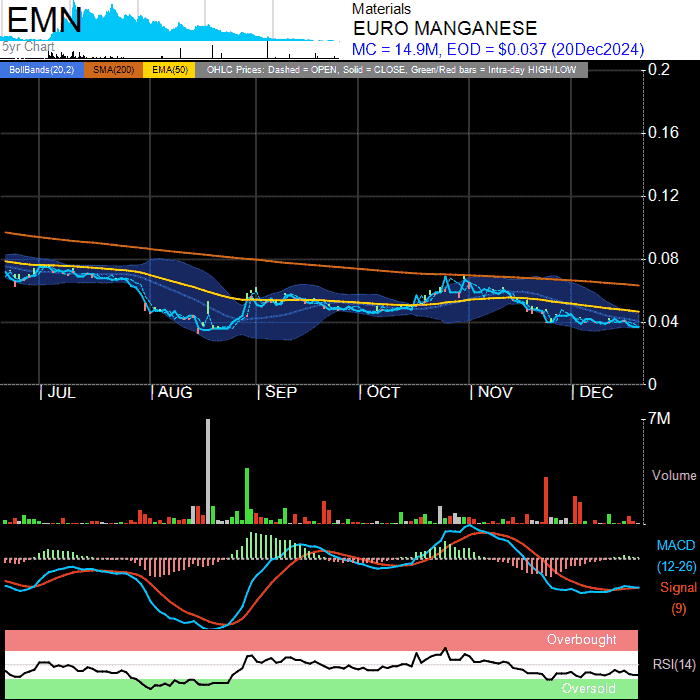 EMN
5yr Chart
Materials
EURO MANGANESE
MC = 14.9M, EOD = $0.037 (20Dec2024)
BollBands(20,2) SMA(200) EMA(50) OHLC Prices: Dashed = OPEN, Solid = CLOSE, Green/Red bars = Intra-day HIGH/LOW
0.2
0.16
0.12
0.08
0.04
0
JUL AUG SEP OCT NOV DEC
7M
Volume
MACD
(12-26)
Signal
(9)
Overbought
RSI(14)
Oversold